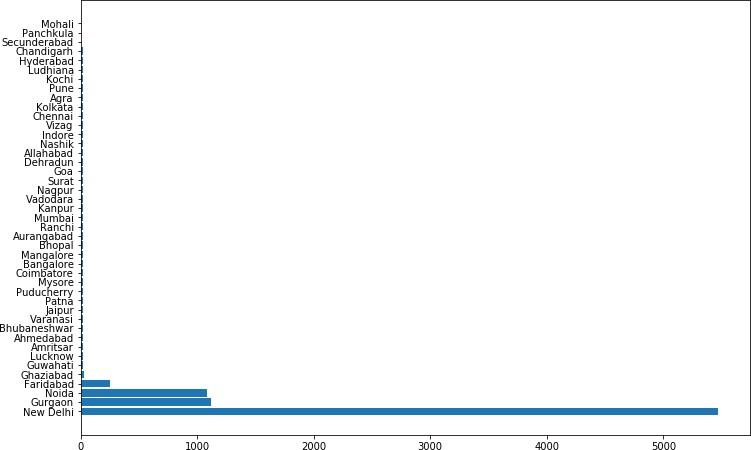 Mohali
Panchkula
Secunderabad
Chandigarh
Hyderabad
Ludhiana
Kochi
Pune
Agra
Kolkata
Chennai
Vizag
Indore
Nashik
Allahabad
Dehradun
Goa
Surat
Nagpur
Vadodara
Kanpur
Mumbai
Ranchi
Aurangabad
Bhopal
Mangalore
Bangalore
Coimbatore
Mysore
Puducherry
Patna
Jaipur
Varanasi
Bhubaneshwar
Ahmedabad
Amritsar
Lucknow
Guwahati
Ghaziabad
Faridabad
Noida
Gurgaon
New Delhi
0 1000 2000 3000 4000 5000